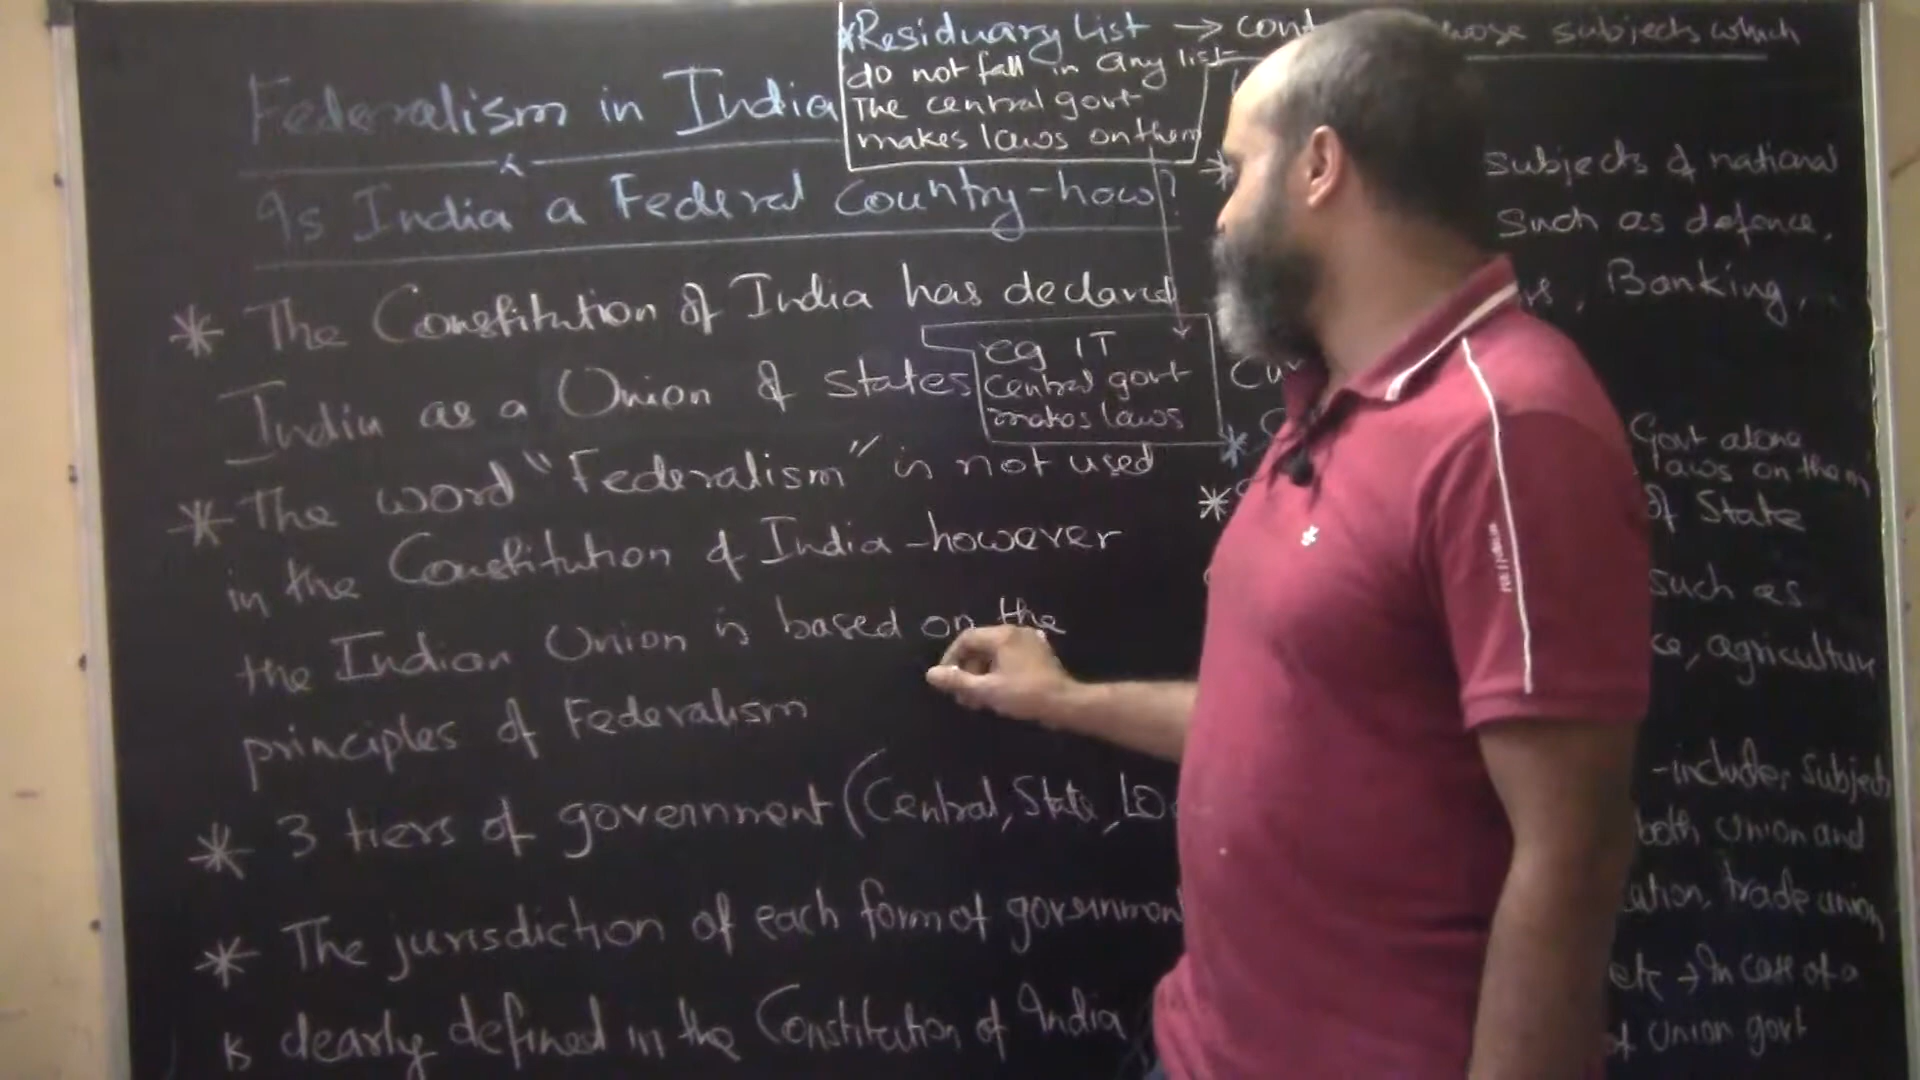 Federalism in India
Is India a Federal country-how?
* The Constitution of India has declared
India as a Union of states
* The word "Federalism" is not used
in the Constitution of India-however
the Indian Union is based on the
principles of Federalism
* 3 tiers of government (Central, State, Lo
* The jurisdiction of each form of governmen
is clearly defined in the Constitution of India
* Residuary List → cont
do not fall in any list
The central govt
makes laws on them
eg IT
central govt
makes laws
subjects which
subjects of national
such as defence,
Banking,
Govt alone
laws on them
of State
such as
agriculture
-includes subjects
both Union and
trade union
etc → In case of a
of Union govt